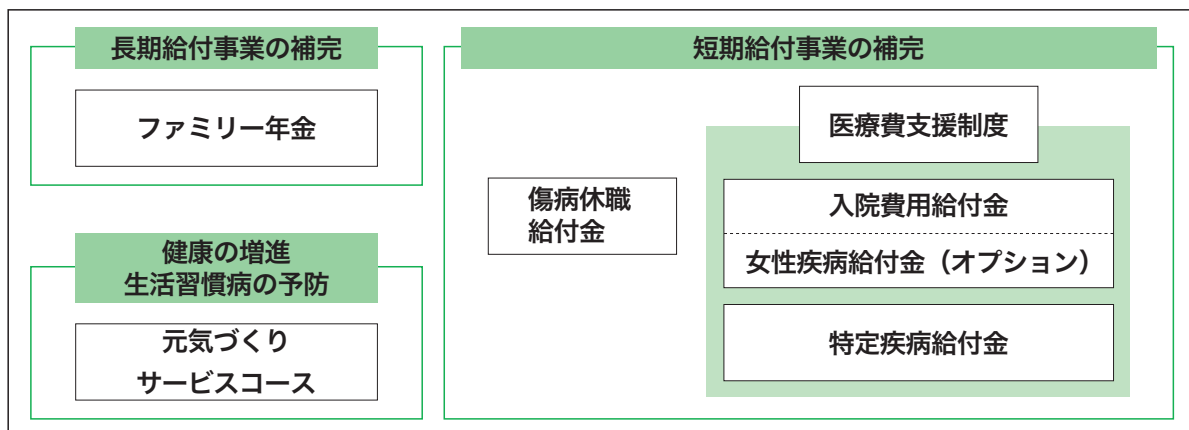 長期給付事業の補完
ファミリー年金
健康の増進
生活習慣病の予防
元気づくり
サービスコース
短期給付事業の補完
傷病休職
給付金
医療費支援制度
入院費用給付金
女性疾病給付金（オプション）
特定疾病給付金